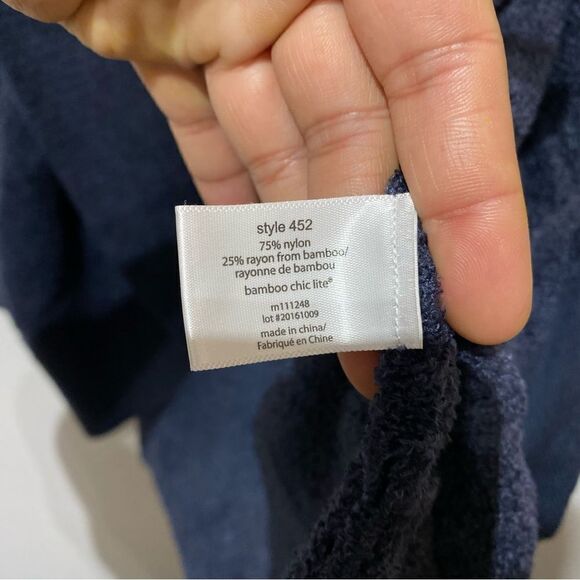 style 452
75% nylon
25% rayon from bamboo/
rayonne de bambou
bamboo chic lite®
m111248
lot #20161009
made in china/
Fabriqué en Chine